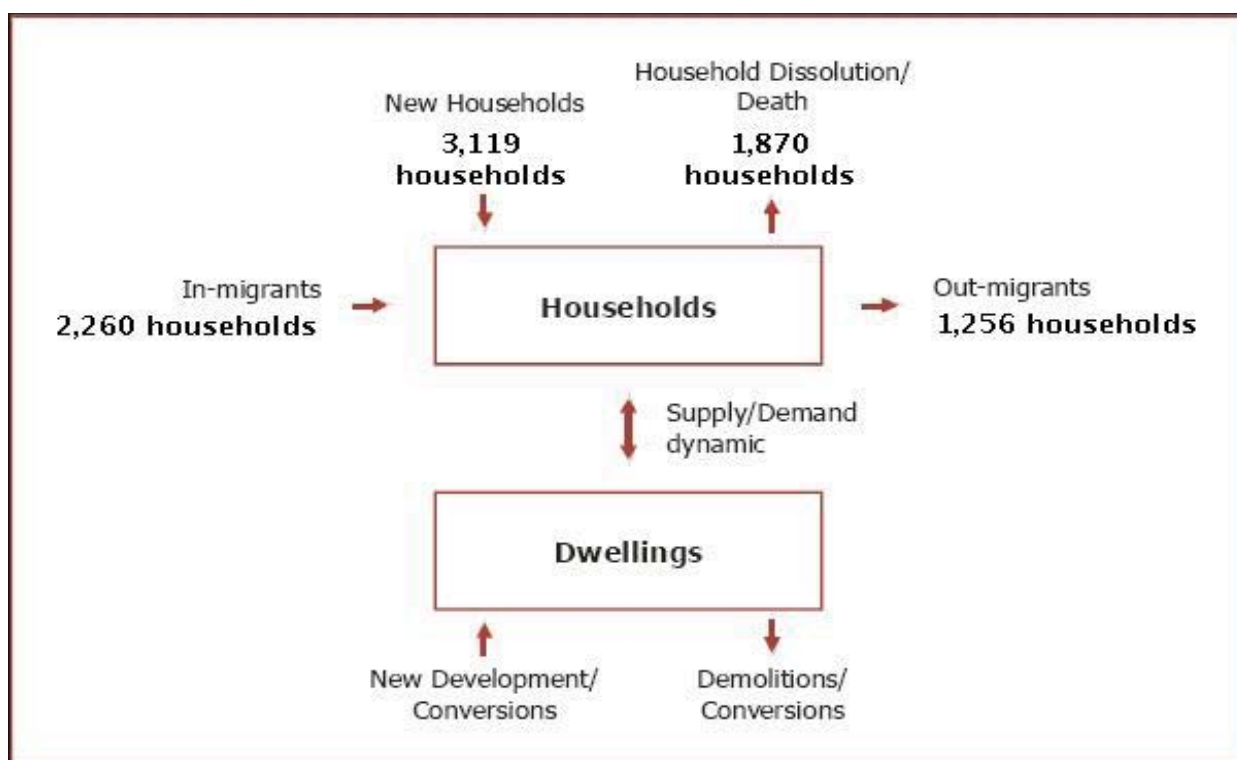 New Households
3,119
households
Household Dissolution/
Death
1,870
households
In-migrants
2,260 households
Households
Out-migrants
1,256 households
Supply/Demand
dynamic
Dwellings
New Development/
Conversions
Demolitions/
Conversions